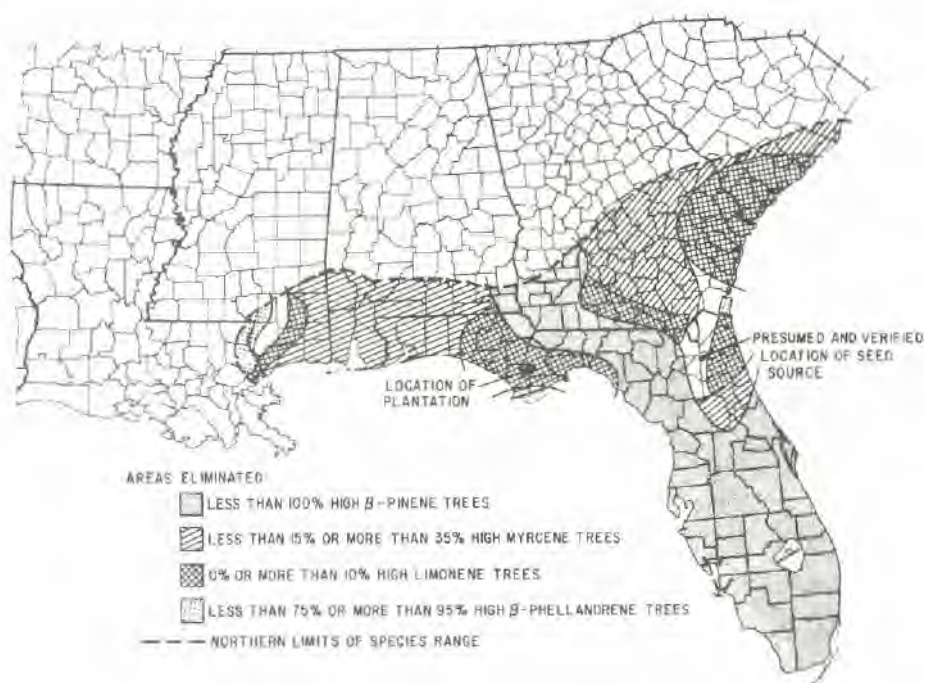 PRESUMED AND VERIFIED
LOCATION OF SEED
SOURCE
LOCATION OF
PLANTATION
AREAS ELIMINATED:
LESS THAN 100% HIGH β-PINENE TREES
LESS THAN 15% OR MORE THAN 35% HIGH MYRCENE TREES
0% OR MORE THAN 10% HIGH LIMONENE TREES
LESS THAN 75% OR MORE THAN 95% HIGH β-PHELLANDRENE TREES
NORTHERN LIMITS OF SPECIES RANGE